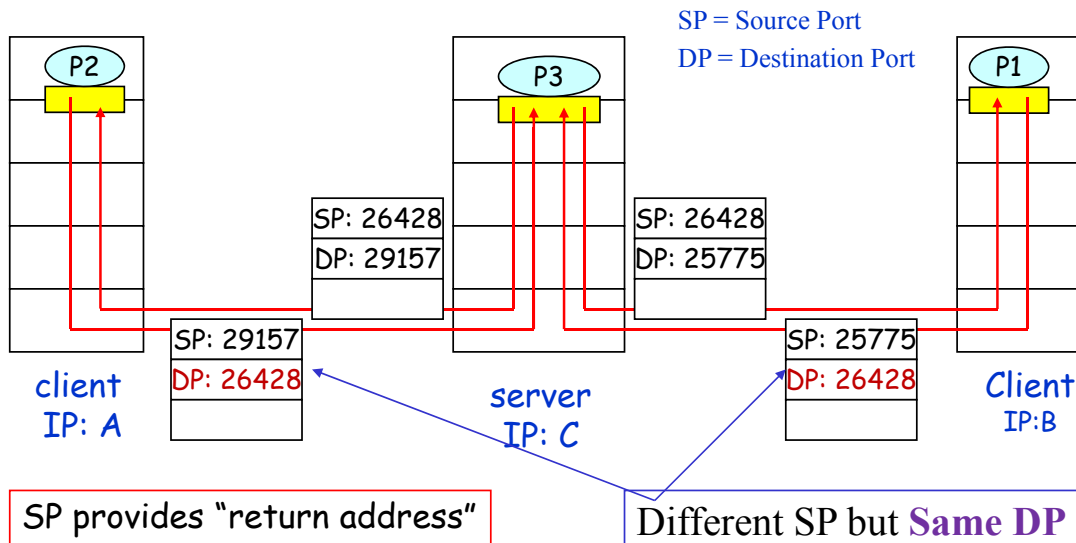 SP = Source Port
DP = Destination Port
P2
P3
P1
SP: 26428
DP: 29157
SP: 26428
DP: 25775
SP: 29157
DP: 26428
SP: 25775
DP: 26428
client
IP: A
server
IP: C
Client
IP:B
SP provides “return address”
Different SP but Same DP